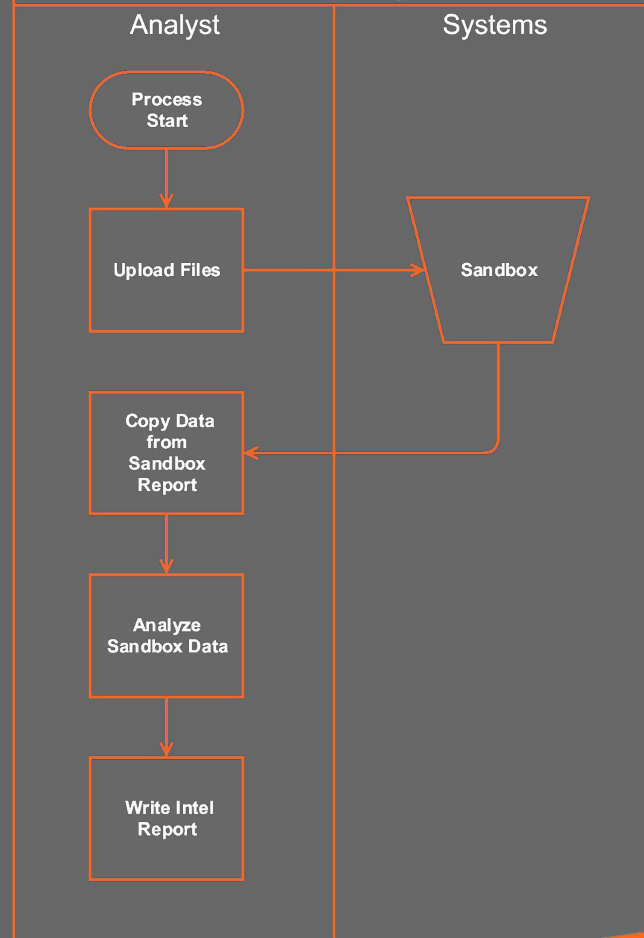 Analyst
Systems
Process
Start
Upload Files
Sandbox
Copy Data
from
Sandbox
Report
Analyze
Sandbox Data
Write Intel
Report